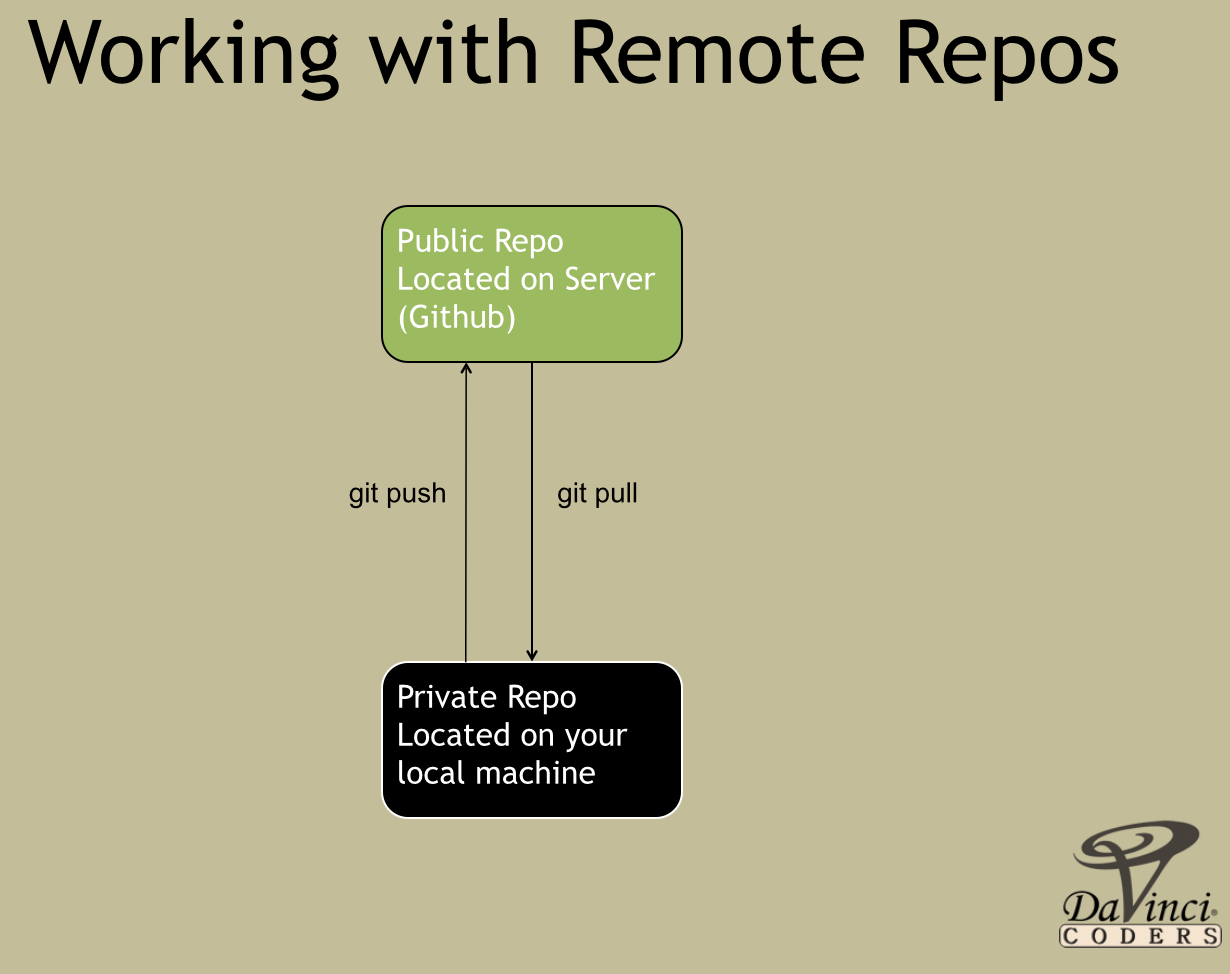 Working with Remote Repos
Public Repo
Located on Server
(Github)
git push
git pull
Private Repo
Located on your
local machine
DaVinci®
CODERS